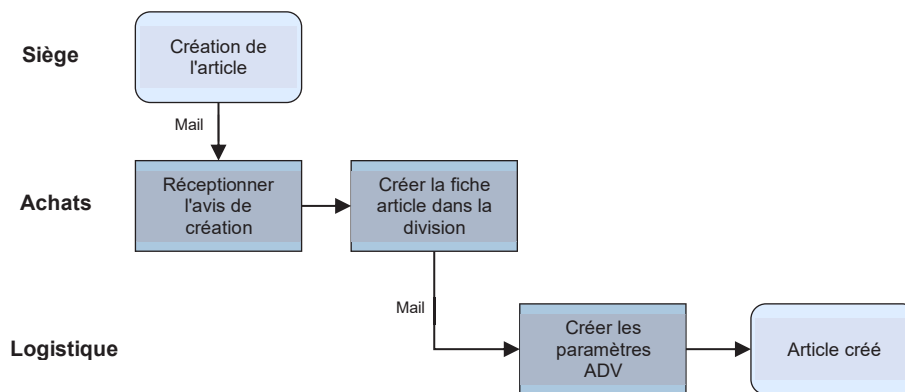 Siège
Création de
l'article
Mail
Achats
Réceptionner
l'avis de
création
Créer la fiche
article dans la
division
Mail
Logistique
Créer les
paramètres
ADV
Article créé